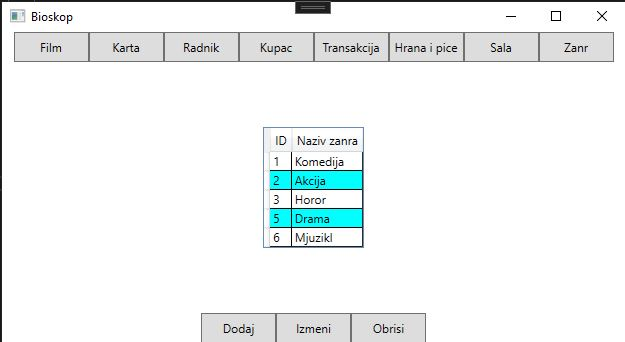 Bioskop
Film Karta Radnik Kupac Transakcija Hrana i pice Sala Zanr
ID Naziv zanra
1 Komedija
2 Akcija
3 Horor
5 Drama
6 Mjuzikl
Dodaj Izmeni Obrisi